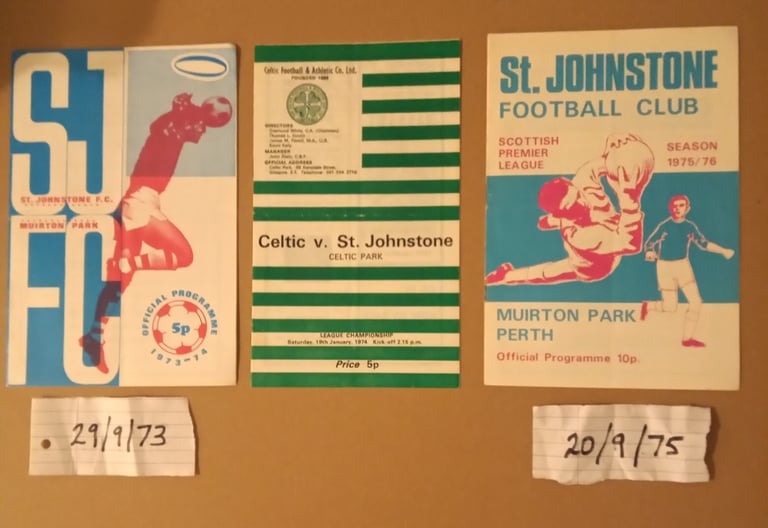 SJ
ST. JOHNSTONE F.C.
MUIRTON PARK
FC
OFFICIAL PROGRAMME
5p
1973-74
Celtic Football & Athletic Co. Ltd.
FOUNDED 1888
DIRECTORS
MANAGER
OFFICIAL ADDRESS
Celtic v. St. Johnstone
CELTIC PARK
LEAGUE CHAMPIONSHIP
Saturday, 19th January, 1974 Kick-off 2.15 p.m.
Price 5p
St. JOHNSTONE
FOOTBALL CLUB
SCOTTISH
PREMIER
LEAGUE
SEASON
1975/76
MUIRTON PARK
PERTH
Official Programme 10p.
29/9/73
20/9/75